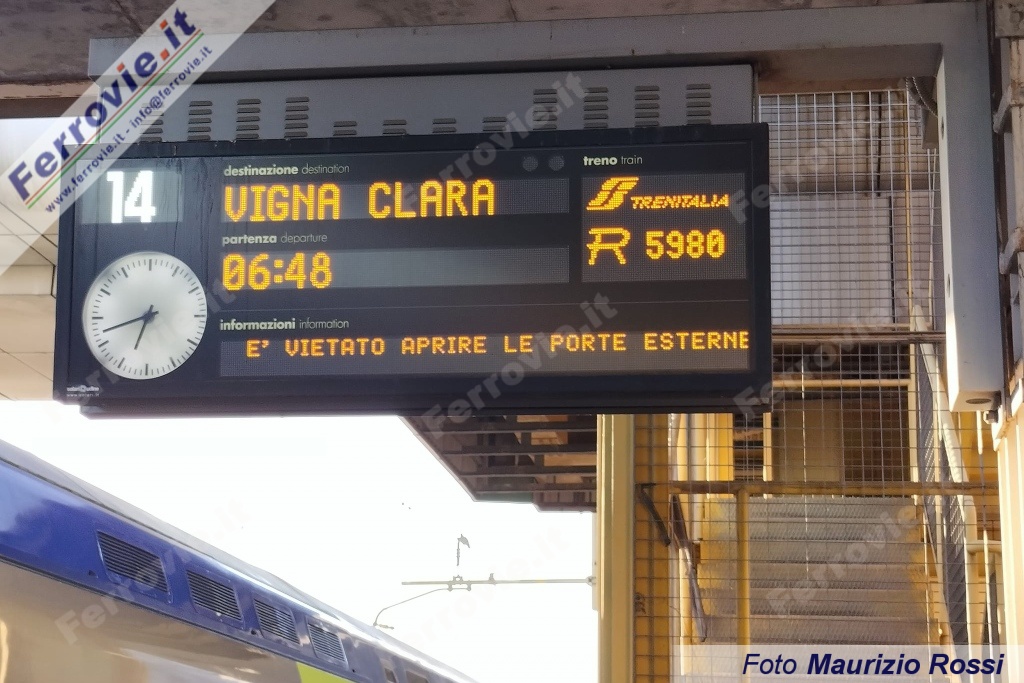 Ferrovie.it
www.ferrovie.it - info@ferrovie.it
14
destinazione destination
VIGNA CLARA
partenza departure
06:48
treno train
TRENITALIA
R 5980
informazioni information
E' VIETATO APRIRE LE PORTE ESTERNE
Foto Maurizio Rossi